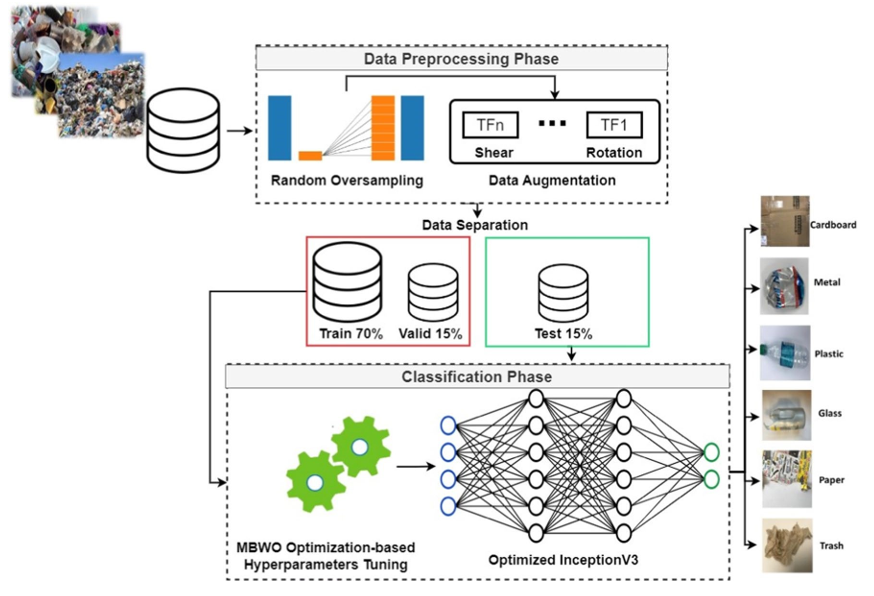 Data Preprocessing Phase
TFn
TF1
Shear
Rotation
Random Oversampling
Data Augmentation
Data Separation
Train 70%
Valid 15%
Test 15%
Classification Phase
MBWO Optimization-based
Hyperparameters Tuning
Optimized InceptionV3
Cardboard
Metal
Plastic
Glass
Paper
Trash